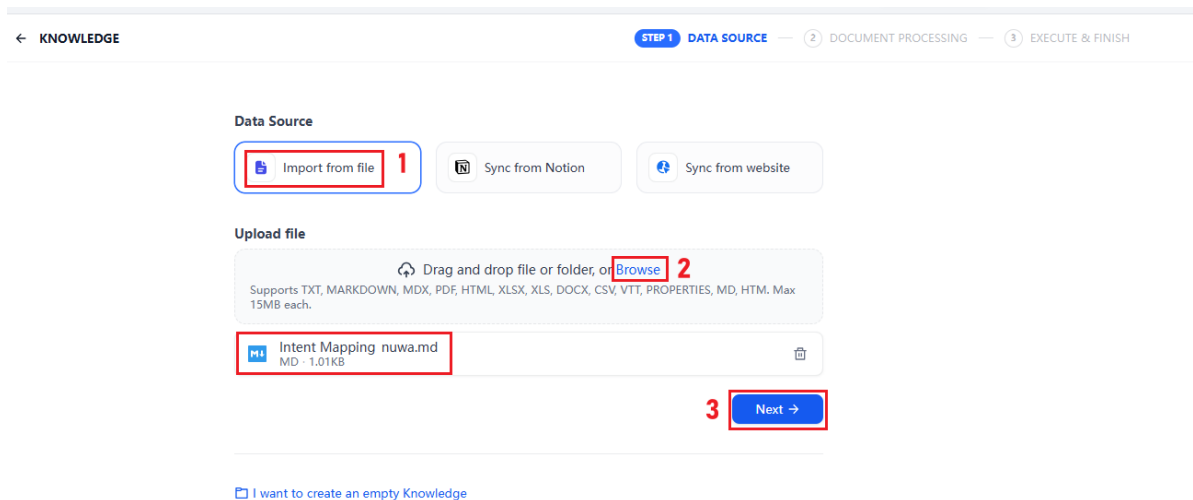 ← KNOWLEDGE
STEP 1 DATA SOURCE — 2 DOCUMENT PROCESSING — 3 EXECUTE & FINISH
Data Source
Import from file 1
Sync from Notion
Sync from website
Upload file
Drag and drop file or folder, or Browse 2
Supports TXT, MARKDOWN, MDX, PDF, HTML, XLSX, XLS, DOCX, CSV, VTT, PROPERTIES, MD, HTM. Max
15MB each.
Intent Mapping nuwa.md
MD · 1.01KB
3 Next →
I want to create an empty Knowledge